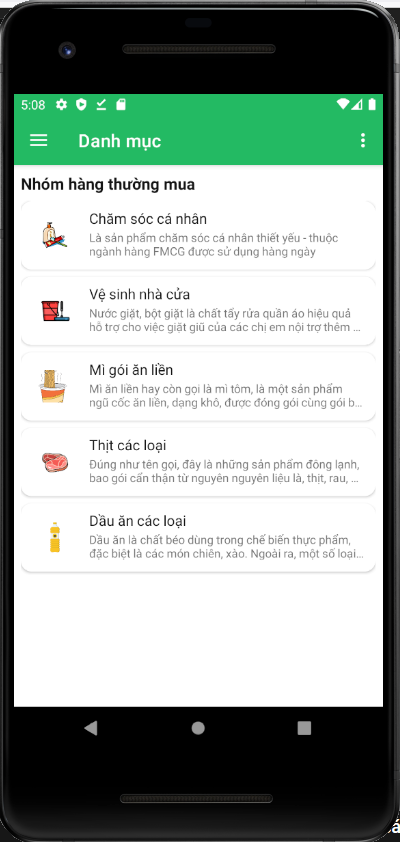 5:08
Danh mục
Nhóm hàng thường mua
Chăm sóc cá nhân
Là sản phẩm chăm sóc cá nhân thiết yếu - thuộc
ngành hàng FMCG được sử dụng hàng ngày
Vệ sinh nhà cửa
Nước giặt, bột giặt là chất tẩy rửa quần áo hiệu quả
hỗ trợ cho việc giặt giũ của các chị em nội trợ thêm ...
Mì gói ăn liền
Mì ăn liền hay còn gọi là mì tôm, là một sản phẩm
ngũ cốc ăn liền, dạng khô, được đóng gói cùng gói b...
Thịt các loại
Đúng như tên gọi, đây là những sản phẩm đông lạnh,
bao gói cẩn thận từ nguyên nguyên liệu là, thịt, rau, ...
Dầu ăn các loại
Dầu ăn là chất béo dùng trong chế biến thực phẩm,
đặc biệt là các món chiên, xào. Ngoài ra, một số loại...